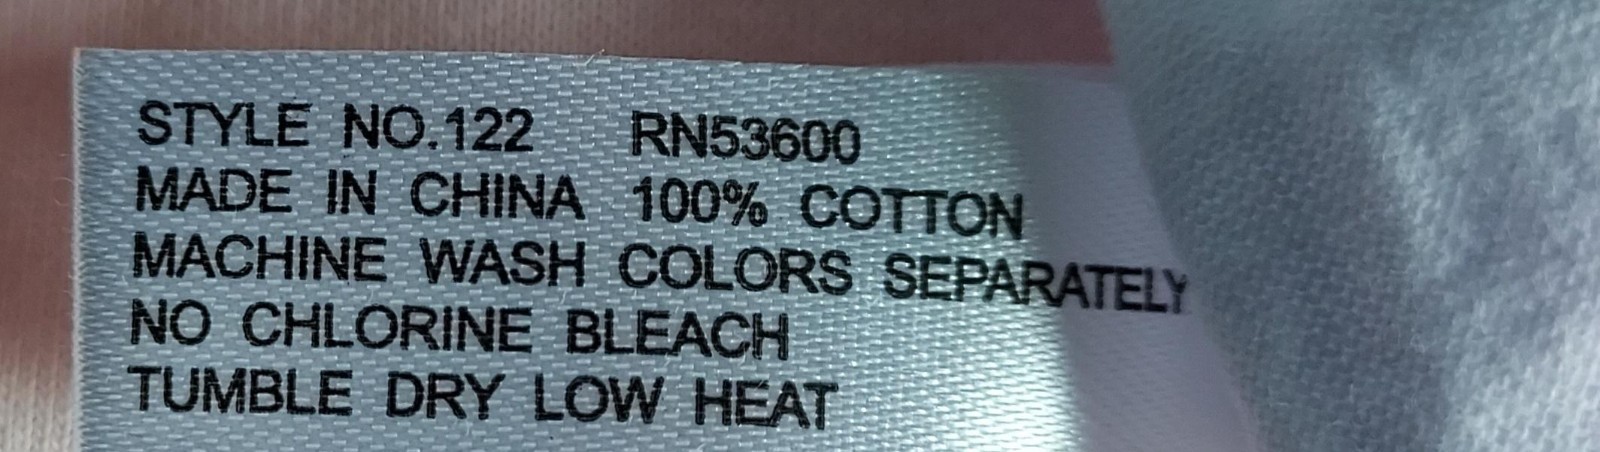 STYLE NO.122 RN53600
MADE IN CHINA 100% COTTON
MACHINE WASH COLORS SEPARATELY
NO CHLORINE BLEACH
TUMBLE DRY LOW HEAT